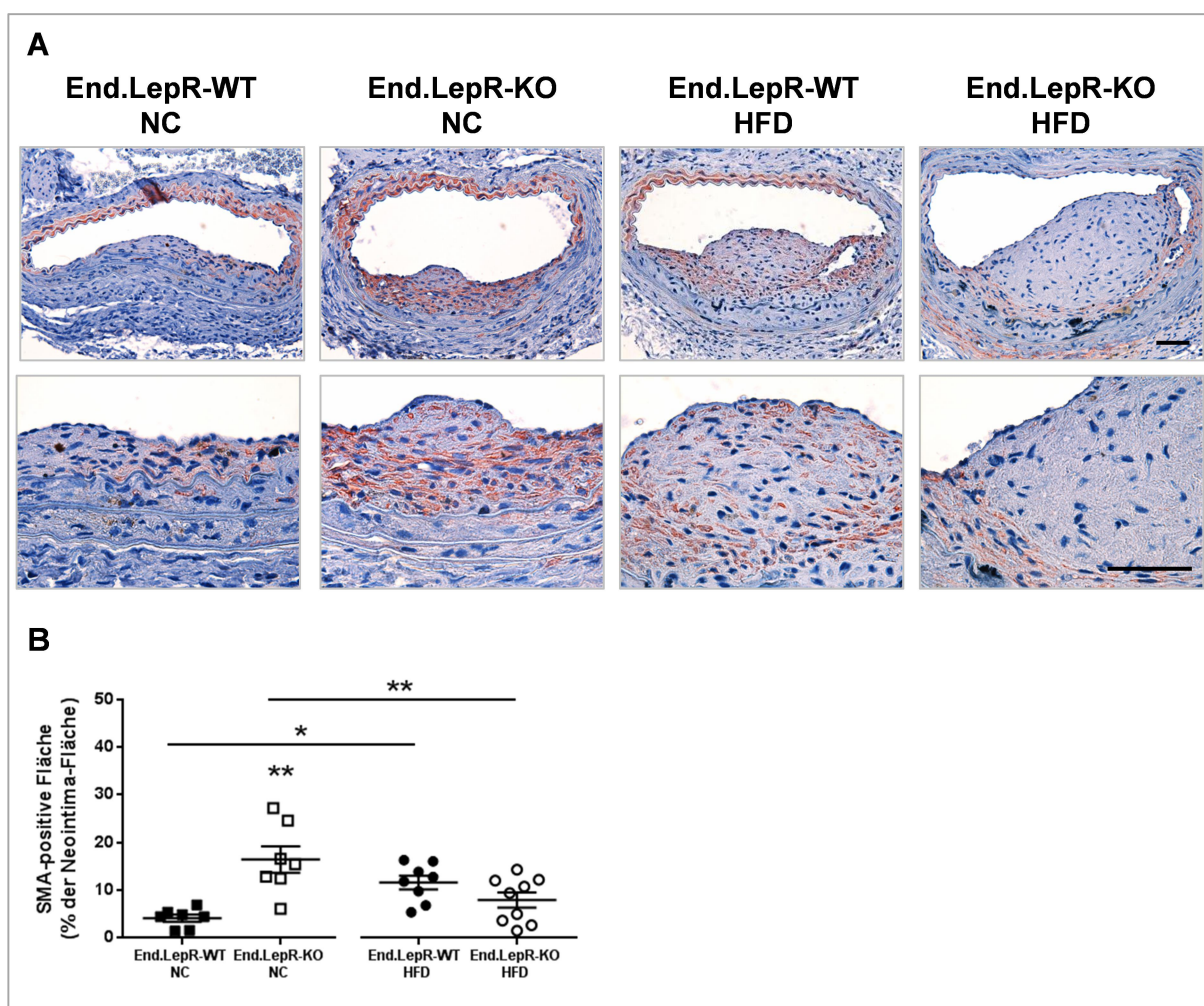 A
End.LepR-WT
NC
End.LepR-KO
NC
End.LepR-WT
HFD
End.LepR-KO
HFD
B
SMA-positive Fläche
(% der Neointima-Fläche)
50
40
30
20
10
0
**
*
**
End.LepR-WT
NC
End.LepR-KO
NC
End.LepR-WT
HFD
End.LepR-KO
HFD